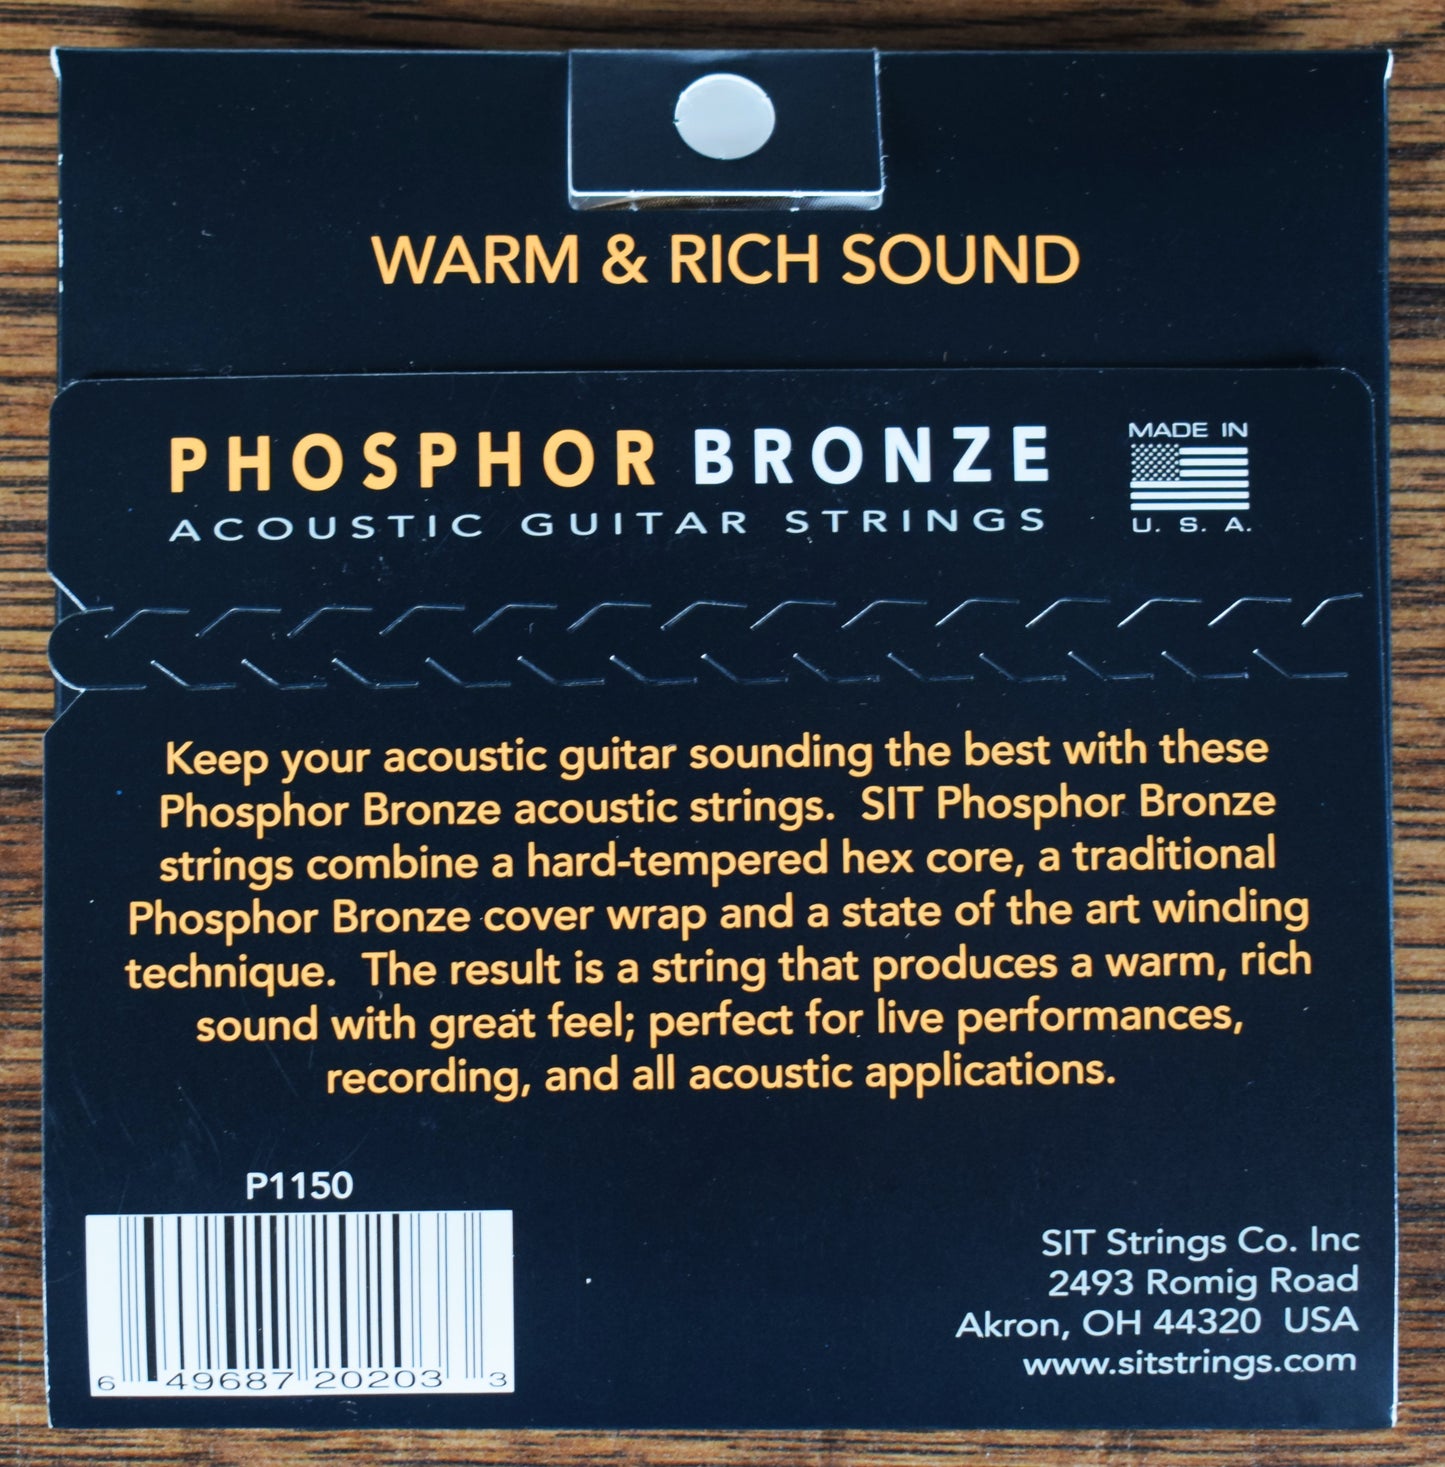 WARM & RICH SOUND
PHOSPHOR BRONZE
ACOUSTIC GUITAR STRINGS
MADE IN
U. S. A.
Keep your acoustic guitar sounding the best with these
Phosphor Bronze acoustic strings.  SIT Phosphor Bronze
strings combine a hard-tempered hex core, a traditional
Phosphor Bronze cover wrap and a state of the art winding
technique.  The result is a string that produces a warm, rich
sound with great feel; perfect for live performances,
recording, and all acoustic applications.
P1150
6 49687 20203 3
SIT Strings Co. Inc
2493 Romig Road
Akron, OH 44320  USA
www.sitstrings.com